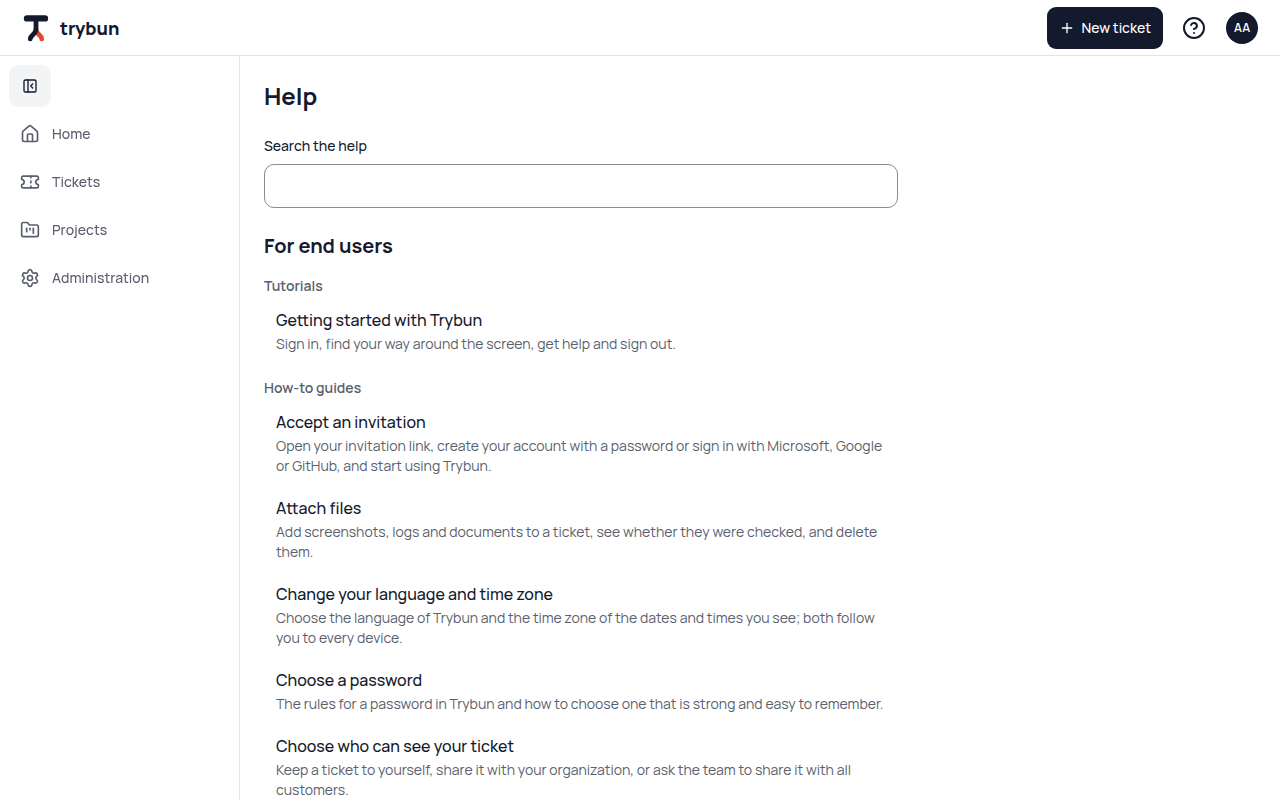 trybun
New ticket
AA
Home
Tickets
Projects
Administration
Help
Search the help
For end users
Tutorials
Getting started with Trybun
Sign in, find your way around the screen, get help and sign out.
How-to guides
Accept an invitation
Open your invitation link, create your account with a password or sign in with Microsoft, Google
or GitHub, and start using Trybun.
Attach files
Add screenshots, logs and documents to a ticket, see whether they were checked, and delete
them.
Change your language and time zone
Choose the language of Trybun and the time zone of the dates and times you see; both follow
you to every device.
Choose a password
The rules for a password in Trybun and how to choose one that is strong and easy to remember.
Choose who can see your ticket
Keep a ticket to yourself, share it with your organization, or ask the team to share it with all
customers.